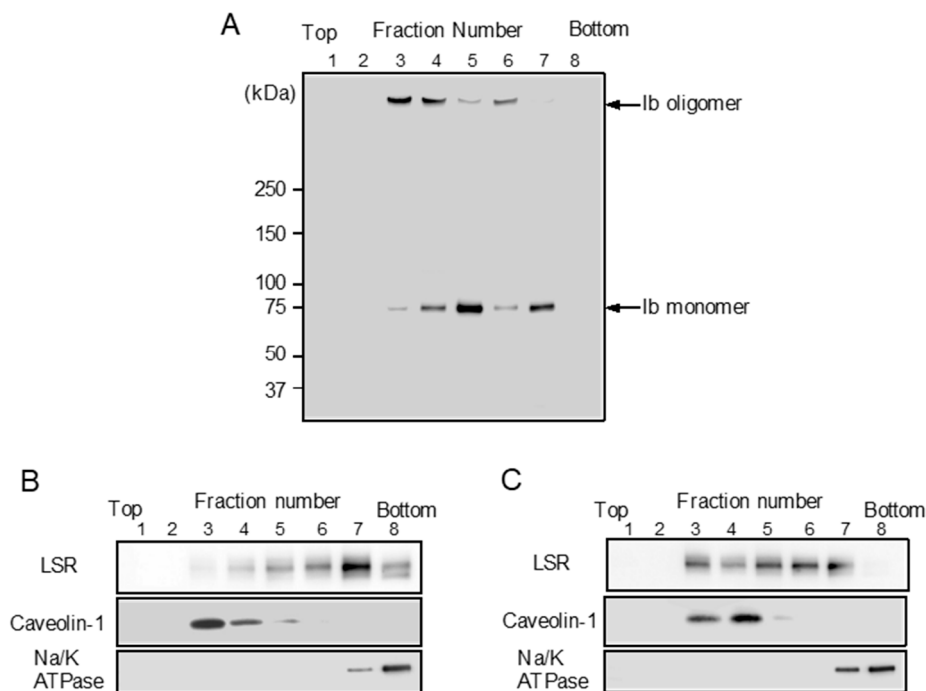 A
Top Fraction Number Bottom
1 2 3 4 5 6 7 8
(kDa)
Ib oligomer
250
150
100
75
Ib monomer
50
37
B
Top Fraction number Bottom
1 2 3 4 5 6 7 8
LSR
Caveolin-1
Na/K
ATPase
C
Top Fraction number Bottom
1 2 3 4 5 6 7 8
LSR
Caveolin-1
Na/K
ATPase